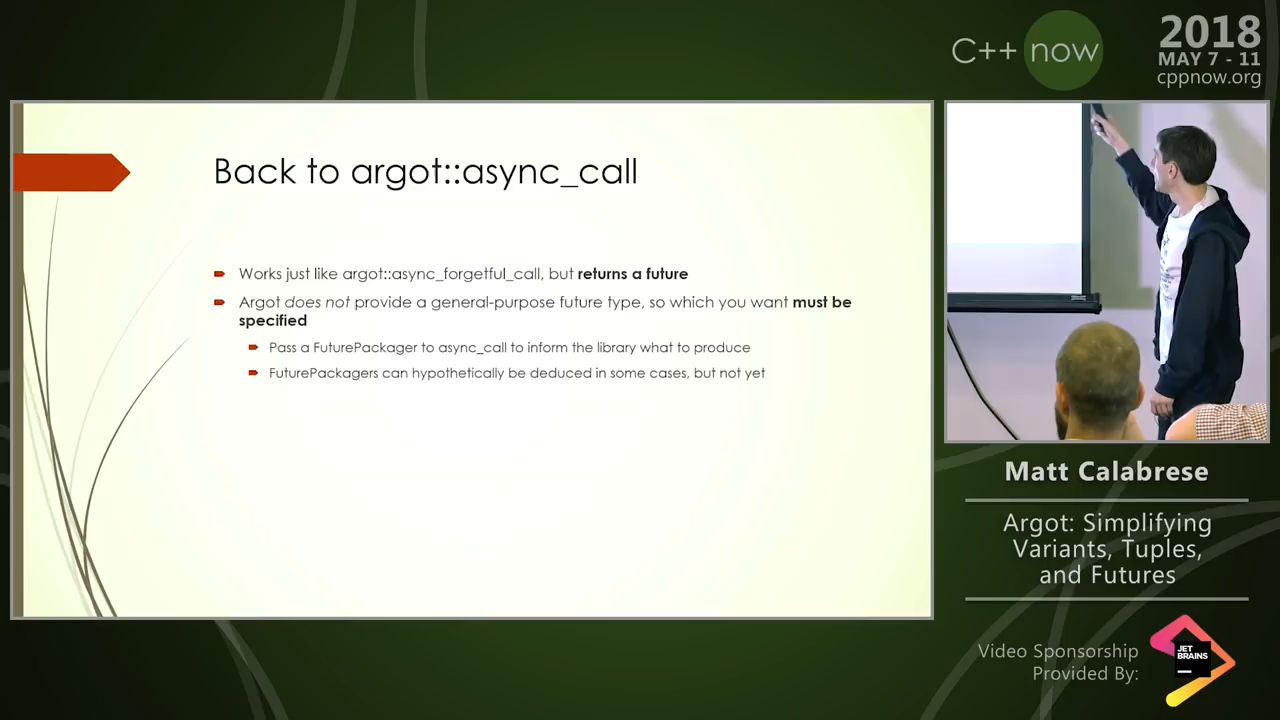 C++ now
2018
MAY 7 - 11
cppnow.org
Back to argot::async_call
Works just like argot::async_forgetful_call, but returns a future
Argot does not provide a general-purpose future type, so which you want must be
specified
Pass a FuturePackager to async_call to inform the library what to produce
FuturePackagers can hypothetically be deduced in some cases, but not yet
Matt Calabrese
Argot: Simplifying
Variants, Tuples,
and Futures
Video Sponsorship
Provided By:
JET
BRAINS